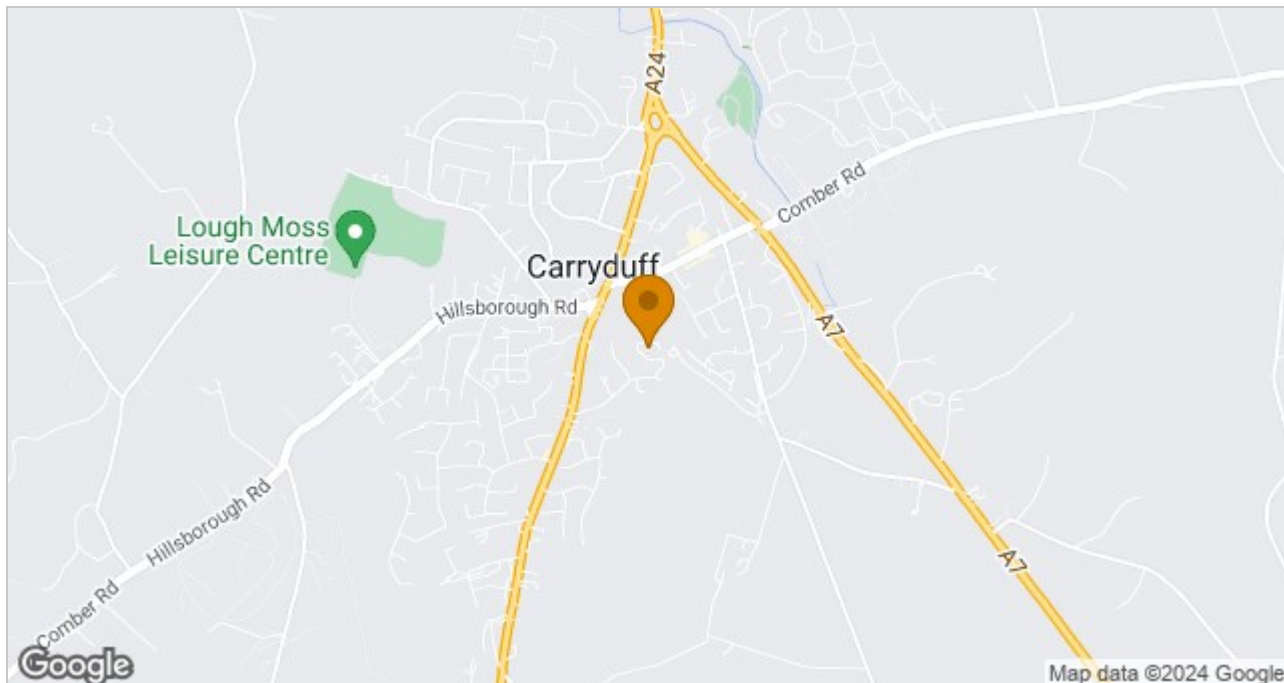 A24
Comber Rd
Lough Moss
Leisure Centre
Carryduff
Hillsborough Rd
A7
Hillsborough Rd
A7
Comber Rd
Google
Map data ©2024 Google